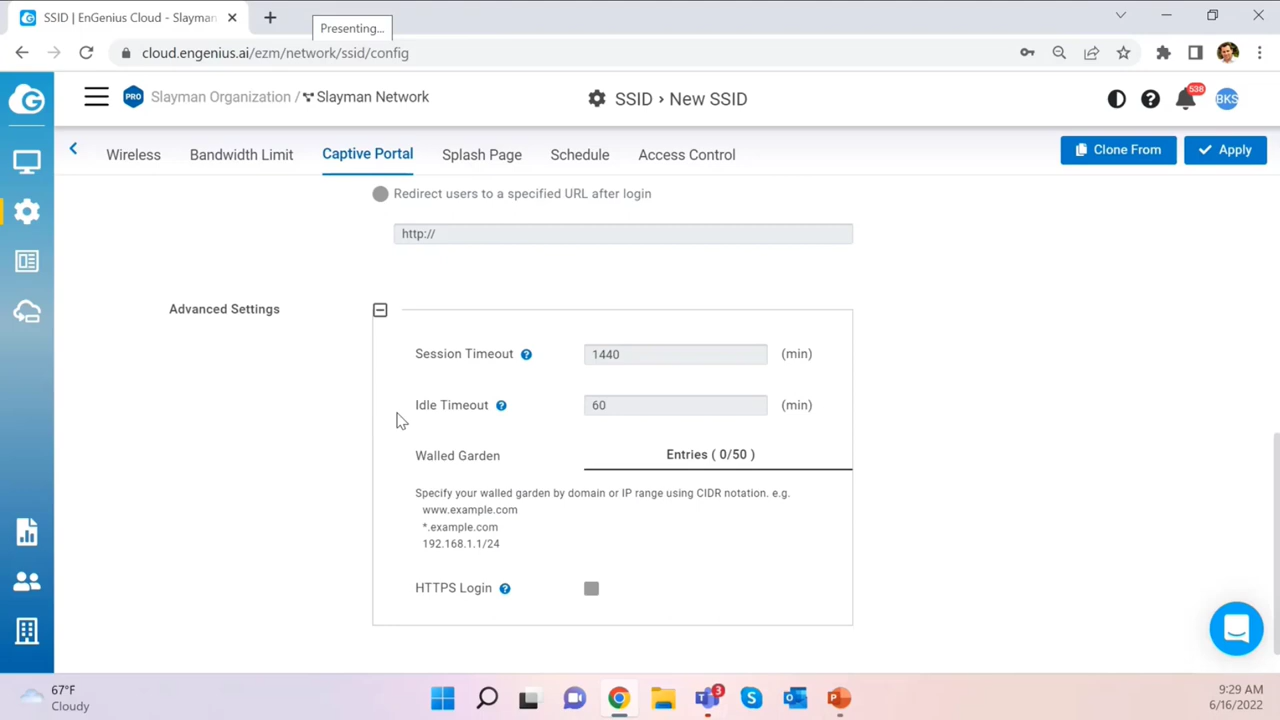 SSID | EnGenius Cloud - Slayman
Presenting...
cloud.engenius.ai/ezm/network/ssid/config
PRO
Slayman Organization / Slayman Network
SSID › New SSID
538
BKS
Wireless
Bandwidth Limit
Captive Portal
Splash Page
Schedule
Access Control
Clone From
Apply
Redirect users to a specified URL after login
http://
Advanced Settings
Session Timeout
1440
(min)
Idle Timeout
60
(min)
Walled Garden
Entries ( 0/50 )
Specify your walled garden by domain or IP range using CIDR notation. e.g.
www.example.com
*.example.com
192.168.1.1/24
HTTPS Login
67°F
Cloudy
3
9:29 AM
6/16/2022